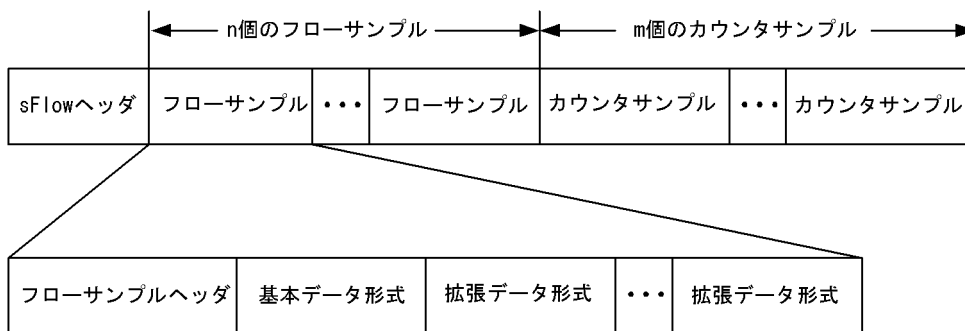 n個のフローサンプル m個のカウンタサンプル
sFlowヘッダ フローサンプル ・・・ フローサンプル カウンタサンプル ・・・ カウンタサンプル
フローサンプルヘッダ 基本データ形式 拡張データ形式 ・・・ 拡張データ形式